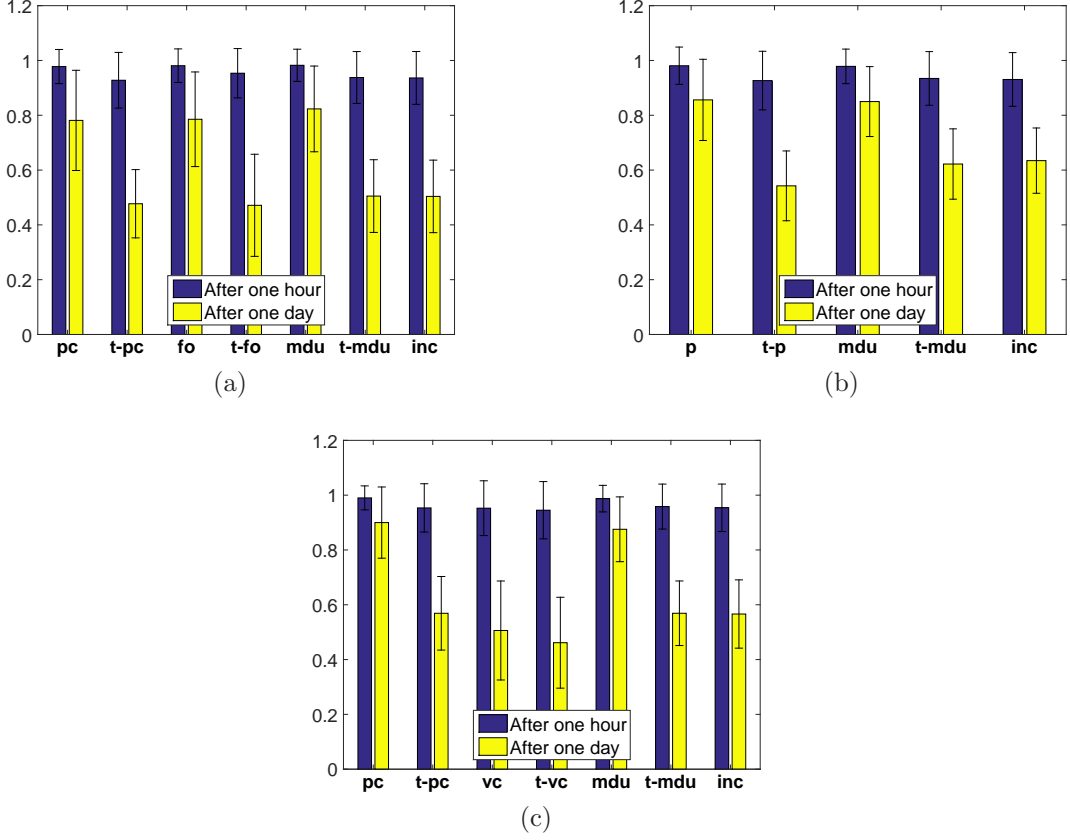 1.2
1
0.8
0.6
0.4
0.2
0
After one hour
After one day
pc t-pc fo t-fo mdu t-mdu inc
(a)
1.2
1
0.8
0.6
0.4
0.2
0
After one hour
After one day
p t-p mdu t-mdu inc
(b)
1.2
1
0.8
0.6
0.4
0.2
0
After one hour
After one day
pc t-pc vc t-vc mdu t-mdu inc
(c)